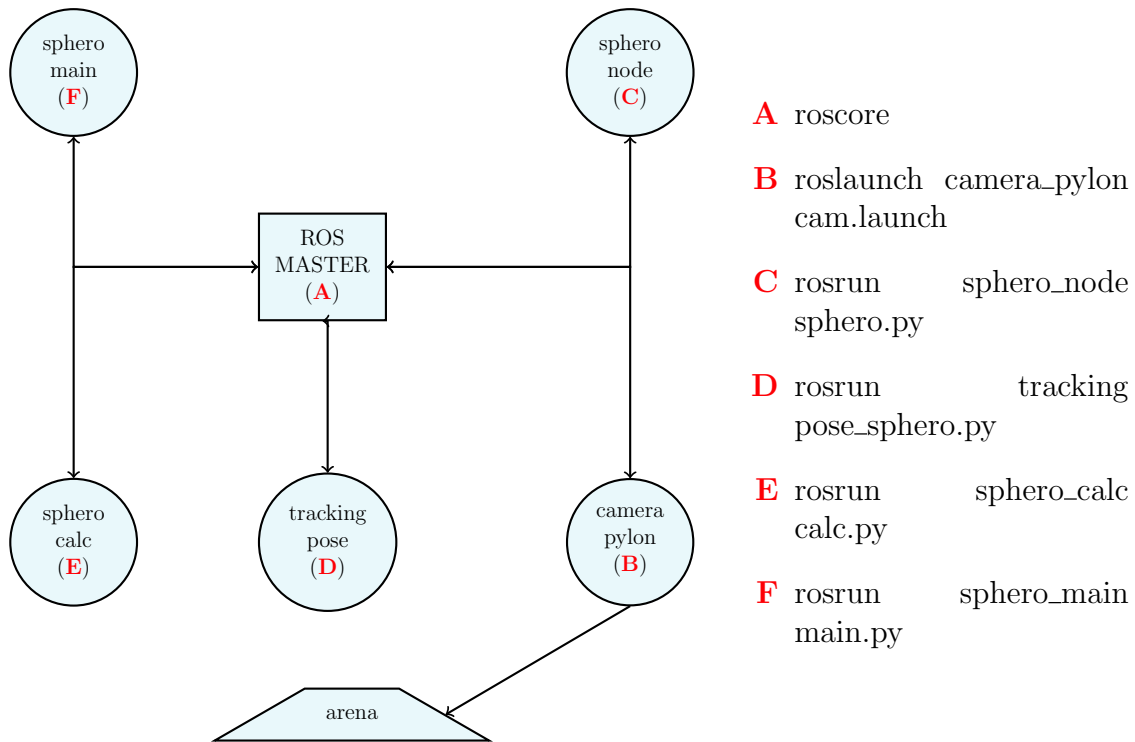 sphero
main
(F)
sphero
node
(C)
ROS
MASTER
(A)
sphero
calc
(E)
tracking
pose
(D)
camera
pylon
(B)
arena
A roscore
B roslaunch camera_pylon
cam.launch
C rosrun sphero_node
sphero.py
D rosrun tracking
pose_sphero.py
E rosrun sphero_calc
calc.py
F rosrun sphero_main
main.py